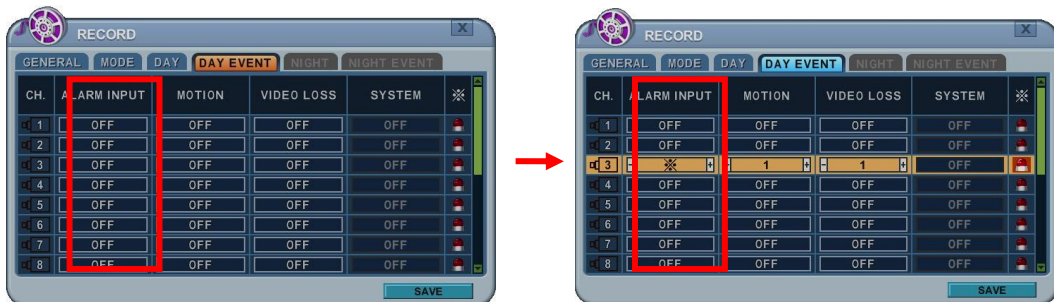 RECORD X
GENERAL MODE DAY DAY EVENT NIGHT NIGHT EVENT
CH. ALARM INPUT MOTION VIDEO LOSS SYSTEM ※
1 OFF OFF OFF OFF
2 OFF OFF OFF OFF
3 OFF OFF OFF OFF
4 OFF OFF OFF OFF
5 OFF OFF OFF OFF
6 OFF OFF OFF OFF
7 OFF OFF OFF OFF
8 OFF OFF OFF OFF
SAVE
RECORD X
GENERAL MODE DAY DAY EVENT NIGHT NIGHT EVENT
CH. ALARM INPUT MOTION VIDEO LOSS SYSTEM ※
1 OFF OFF OFF OFF
2 OFF OFF OFF OFF
3 - ※ + - 1 + - 1 + OFF
4 OFF OFF OFF OFF
5 OFF OFF OFF OFF
6 OFF OFF OFF OFF
7 OFF OFF OFF OFF
8 OFF OFF OFF OFF
SAVE